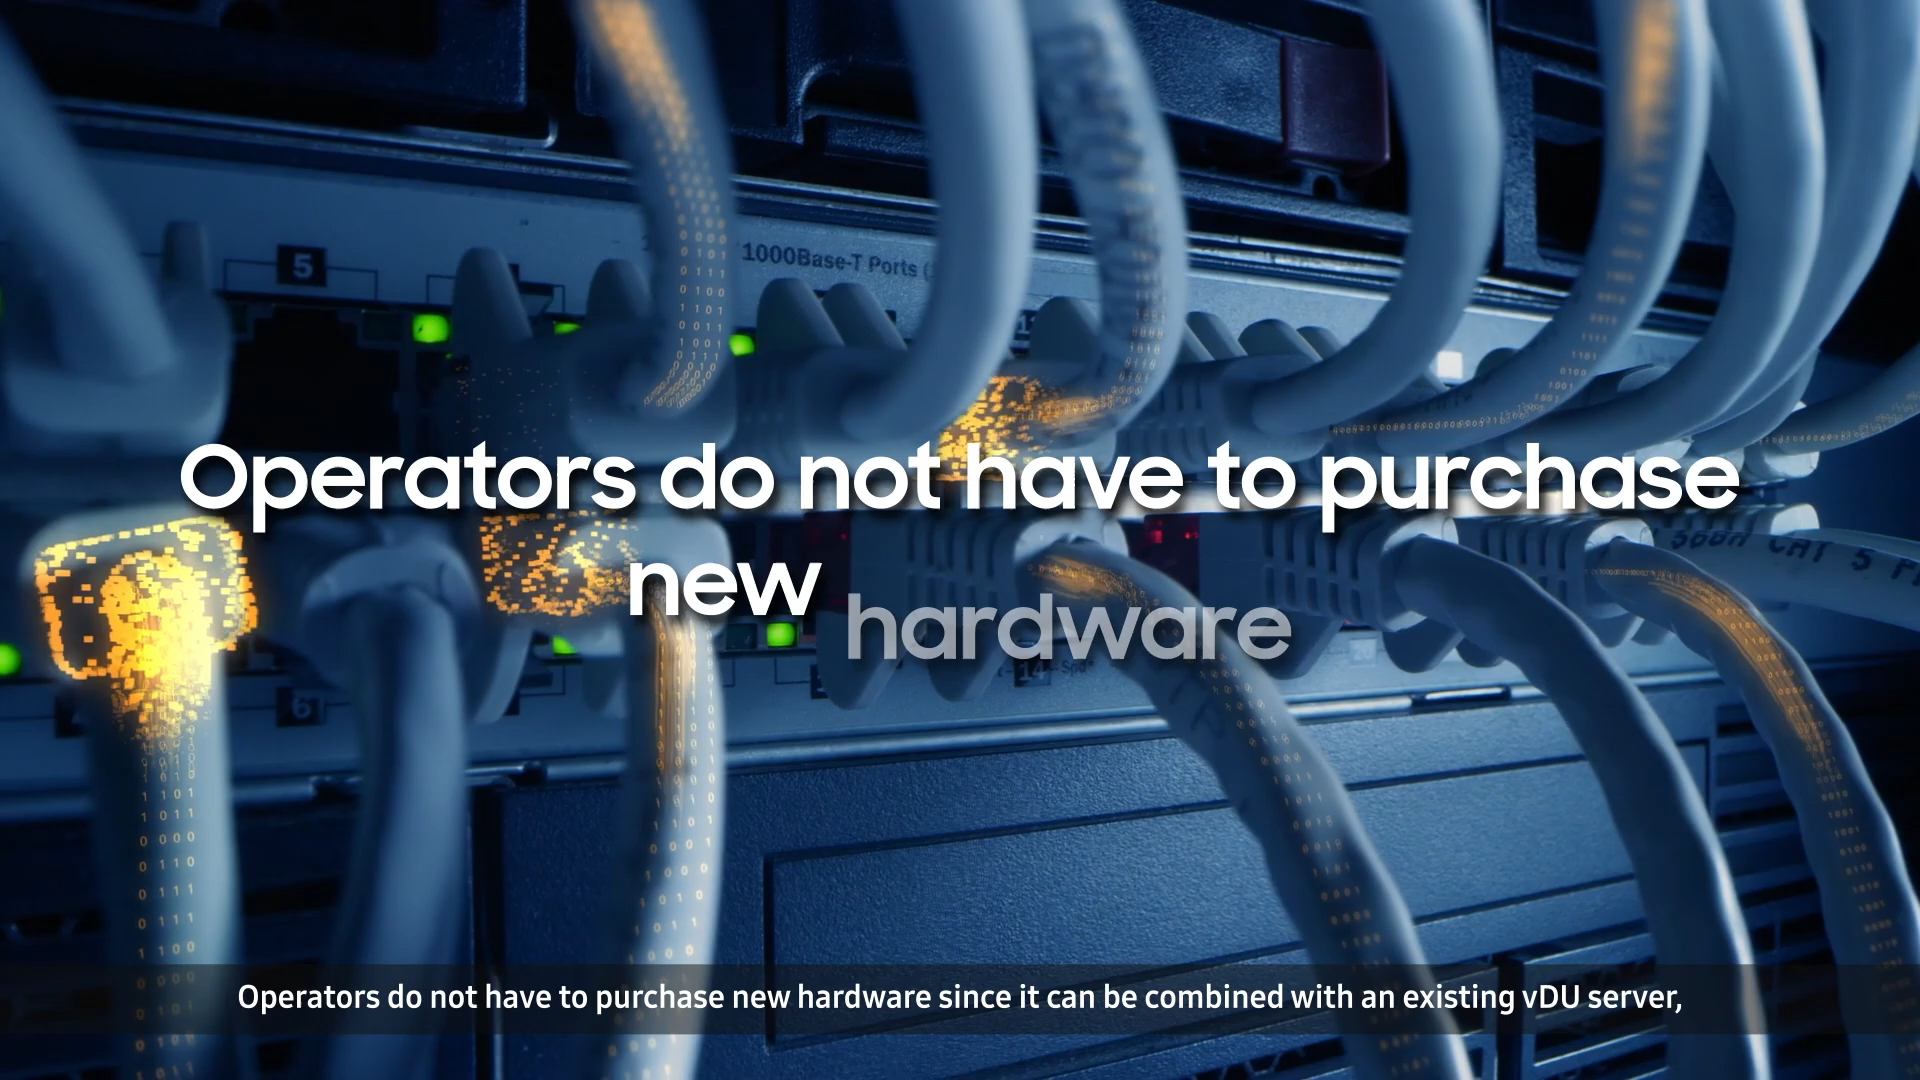 5
1000Base-T Ports (
Operators do not have to purchase
new hardware
568A CAT 5
6
Operators do not have to purchase new hardware since it can be combined with an existing vDU server,